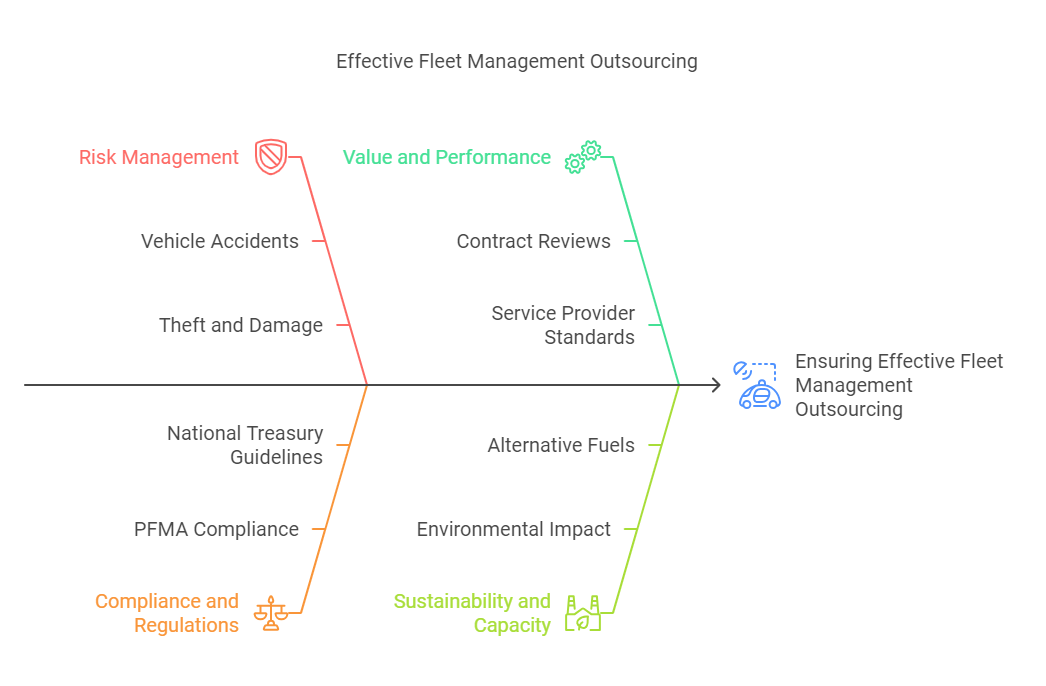 Effective Fleet Management Outsourcing
Risk Management
Value and Performance
Vehicle Accidents
Contract Reviews
Theft and Damage
Service Provider
Standards
Ensuring Effective Fleet
Management
Outsourcing
National Treasury
Guidelines
Alternative Fuels
PFMA Compliance
Environmental Impact
Compliance and
Regulations
Sustainability and
Capacity